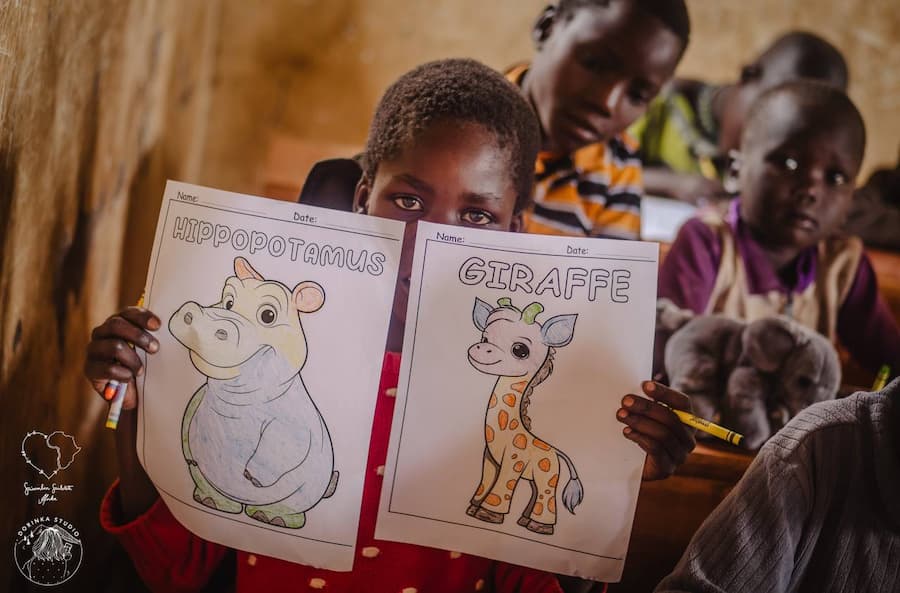 Name:
Date:
HIPPOPOTAMUS
Name:
Date:
GIRAFFE
DORINKA STUDIO